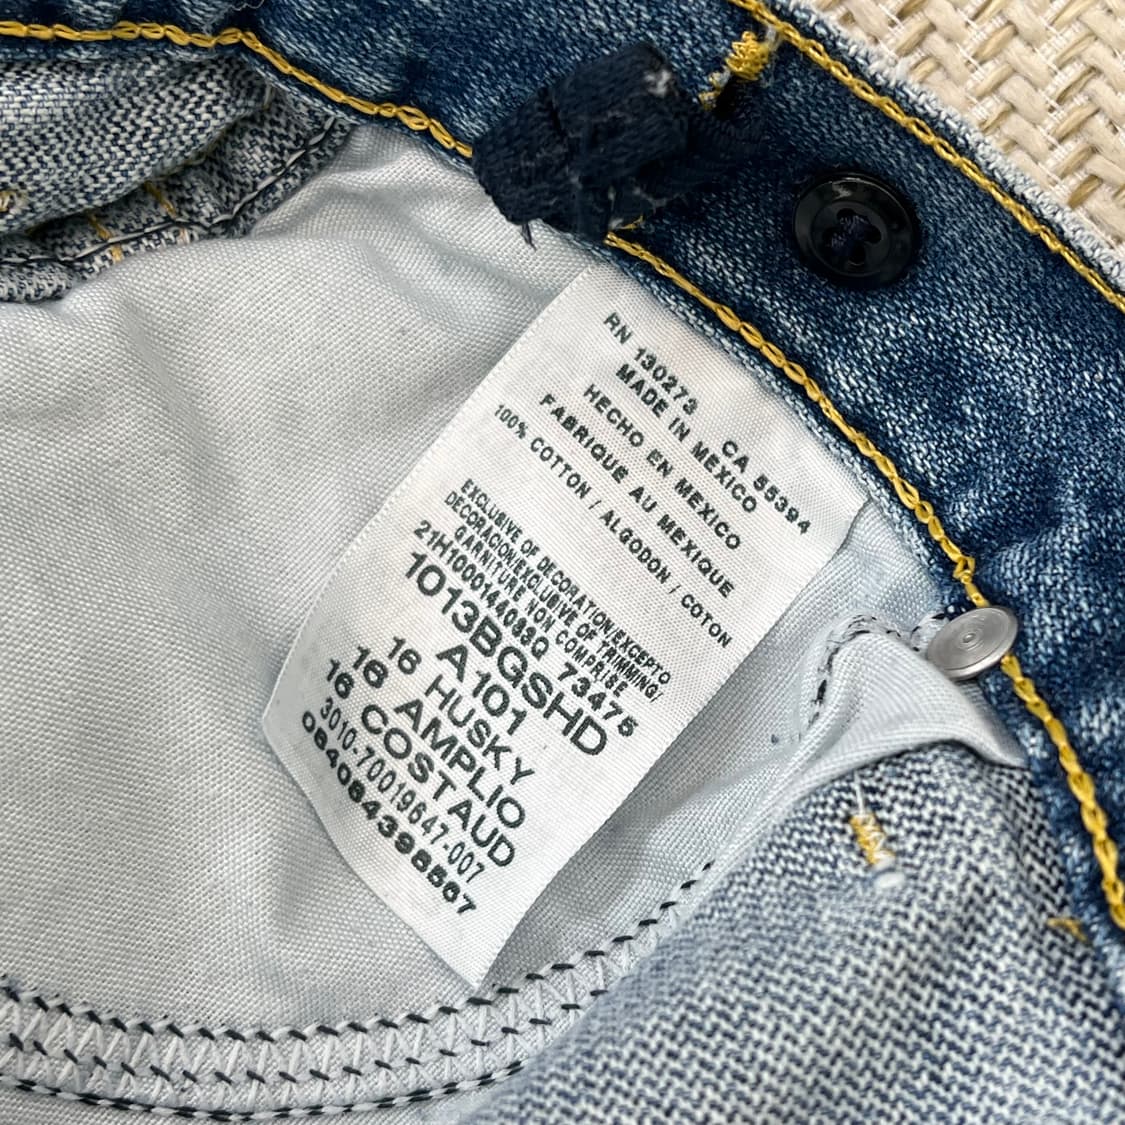 RN 130273 CA 55394
MADE IN MEXICO
HECHO EN MEXICO
FABRIQUE AU MEXIQUE
100% COTTON / ALGODON / COTON
EXCLUSIVE OF DECORATION/EXCEPTO
DECORACION/EXCLUSIVE OF TRIMMING/
GARNITURE NON COMPRISE
21H1000144083Q 73475
1013BGSHD
A101
16 HUSKY
16 AMPLIO
16 COSTAUD
3010-70019647-007
0840843985567